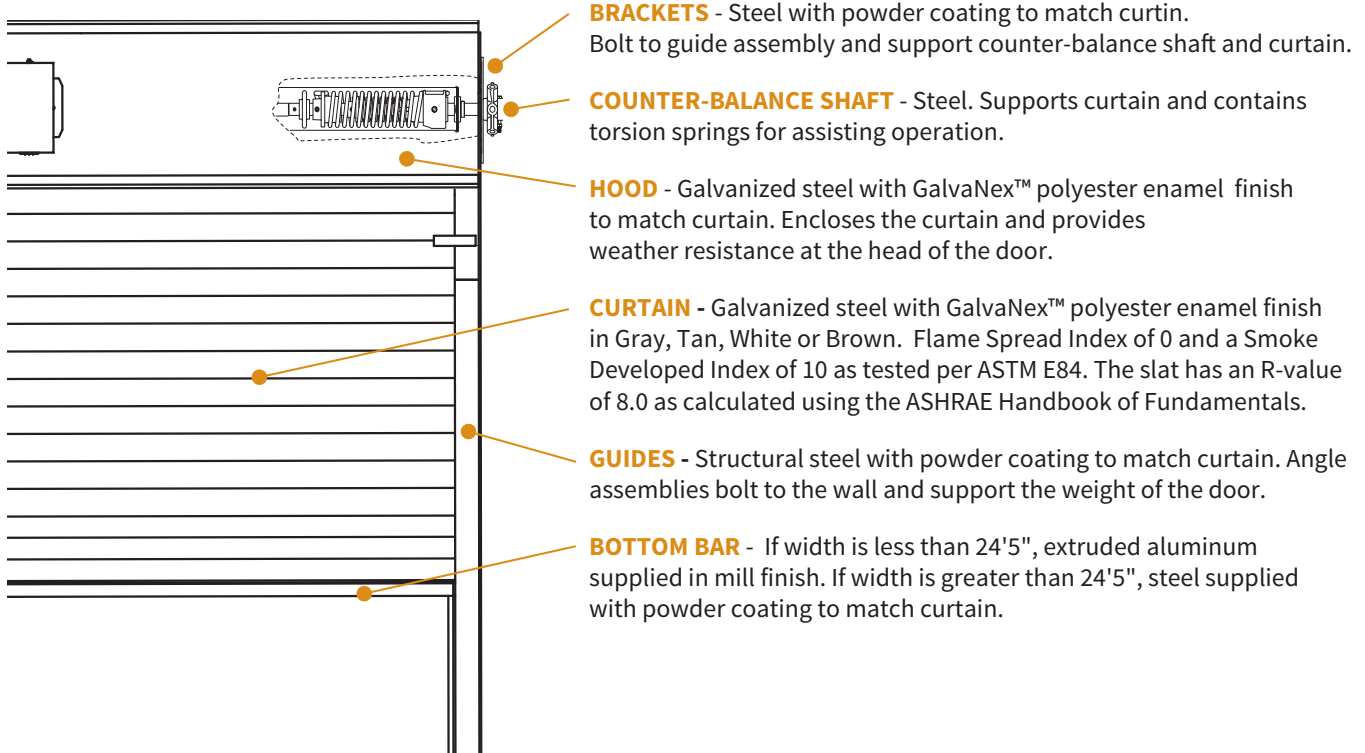 BRACKETS - Steel with powder coating to match curtin.
Bolt to guide assembly and support counter-balance shaft and curtain.
COUNTER-BALANCE SHAFT - Steel. Supports curtain and contains
torsion springs for assisting operation.
HOOD - Galvanized steel with GalvaNex™ polyester enamel finish
to match curtain. Encloses the curtain and provides
weather resistance at the head of the door.
CURTAIN - Galvanized steel with GalvaNex™ polyester enamel finish
in Gray, Tan, White or Brown. Flame Spread Index of 0 and a Smoke
Developed Index of 10 as tested per ASTM E84. The slat has an R-value
of 8.0 as calculated using the ASHRAE Handbook of Fundamentals.
GUIDES - Structural steel with powder coating to match curtain. Angle
assemblies bolt to the wall and support the weight of the door.
BOTTOM BAR - If width is less than 24'5", extruded aluminum
supplied in mill finish. If width is greater than 24'5", steel supplied
with powder coating to match curtain.